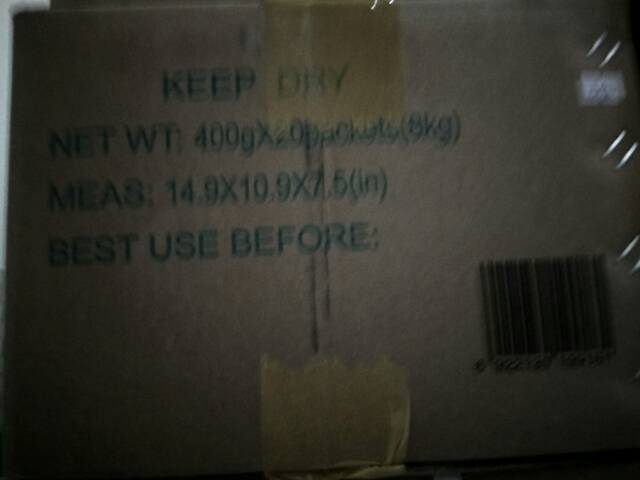 KEEP DRY
NET WT: 400gX20packets(8kg)
MEAS: 14.9X10.9X7.5(in)
BEST USE BEFORE: